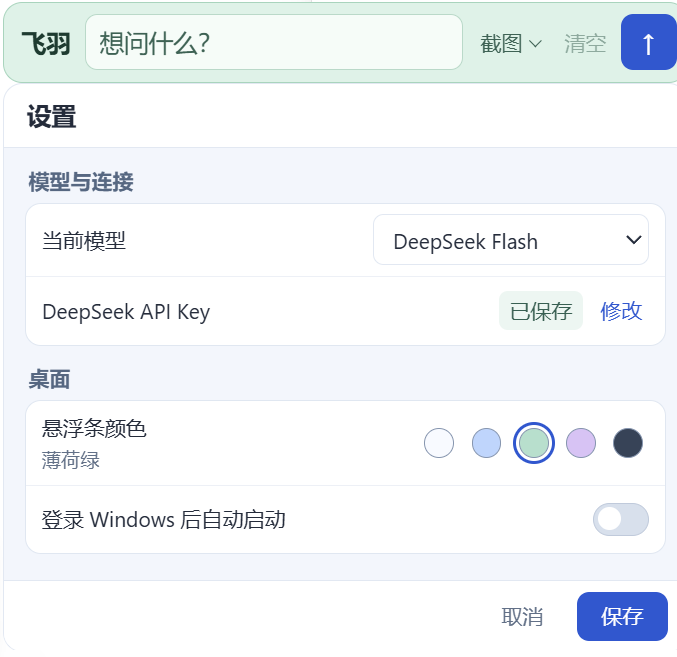 飞羽 想问什么? 截图 清空 ↑
设置
模型与连接
当前模型 DeepSeek Flash
DeepSeek API Key 已保存 修改
桌面
悬浮条颜色
薄荷绿
登录 Windows 后自动启动
取消 保存